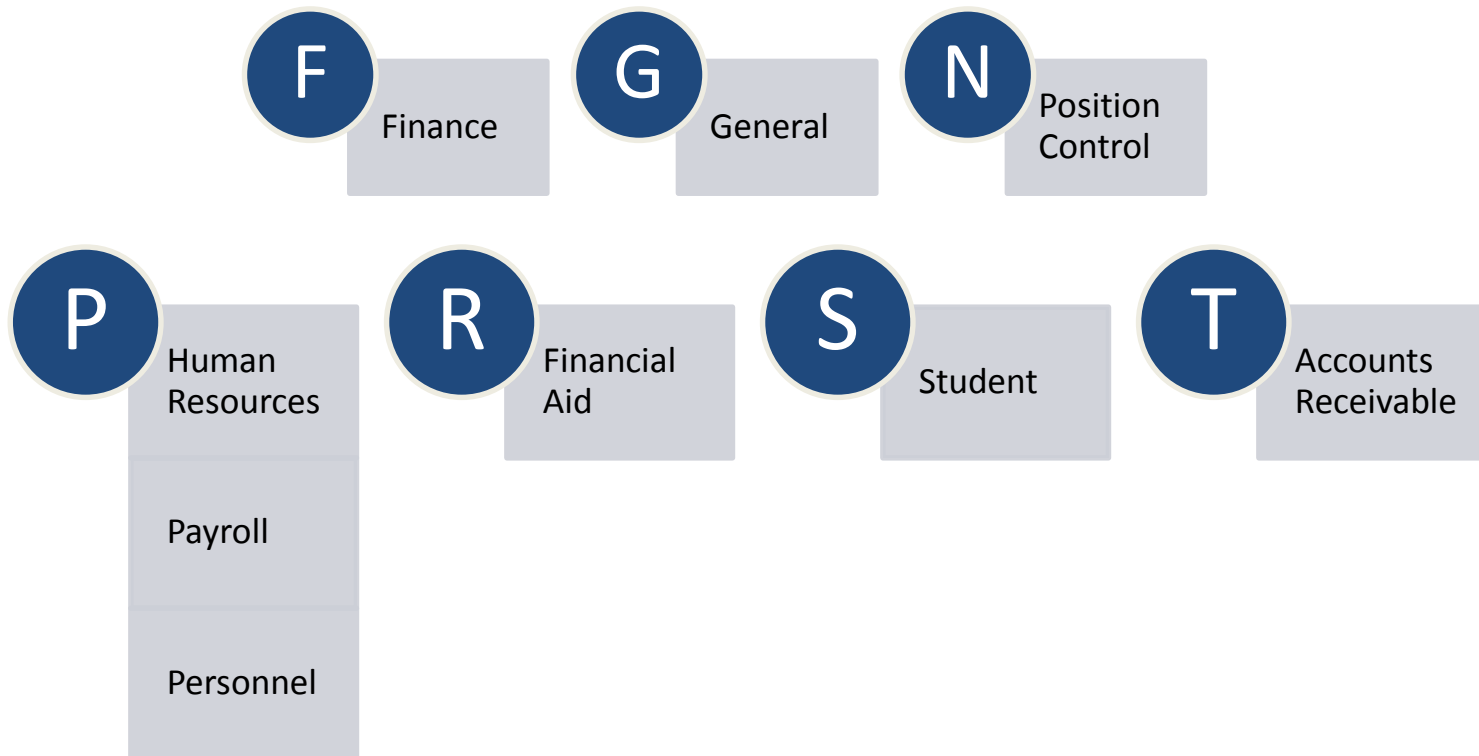 F
Finance
G
General
N
Position
Control
P
Human
Resources
Payroll
Personnel
R
Financial
Aid
S
Student
T
Accounts
Receivable